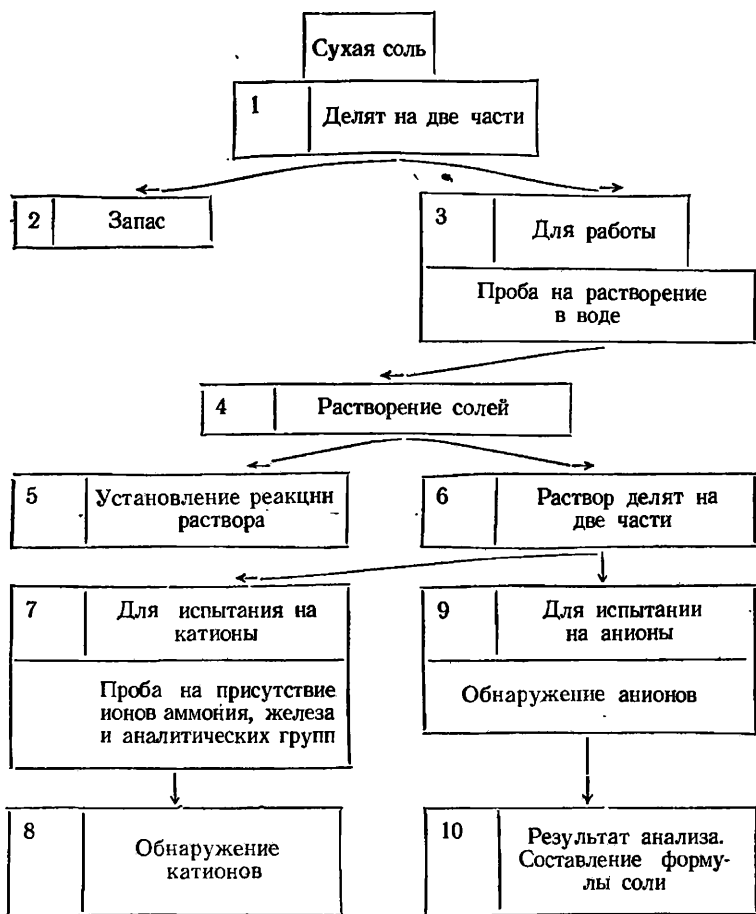 Сухая соль
1 Делят на две части
2 Запас
3 Для работы
Проба на растворение
в воде
4 Растворение солей
5 Установление реакции
раствора
6 Раствор делят на
две части
7 Для испытания на
катионы
Проба на присутствие
ионов аммония, железа
и аналитических групп
9 Для испытании
на анионы
Обнаружение анионов
8 Обнаружение
катионов
10 Результат анализа.
Составление форму-
лы соли